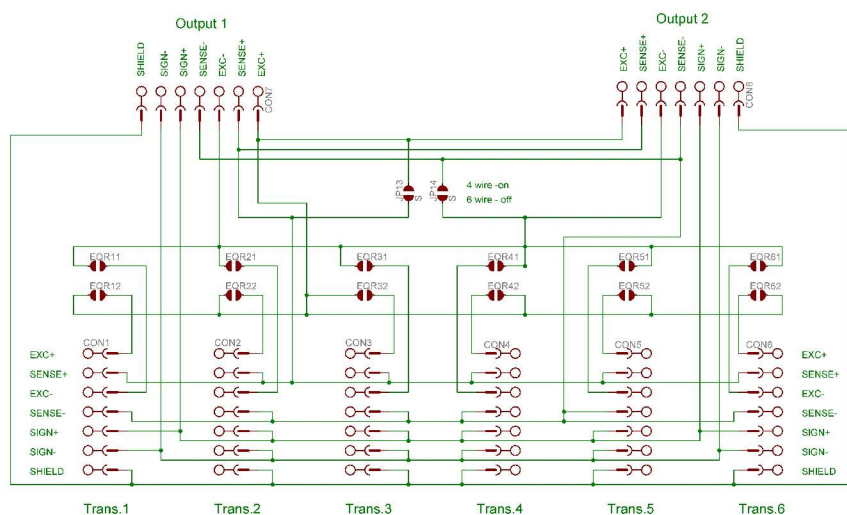 Output 1
Output 2
SHIELD
SIGN-
SIGN+
SENSE-
EXC-
SENSE+
EXC+
CON7
EXC+
SENSE+
EXC-
SENSE-
SIGN+
SIGN-
SHIELD
CON8
JP13
S
JP14
S
4 wire -on
6 wire - off
EQR11
EQR21
EQR31
EQR41
EQR51
EQR61
EQR12
EQR22
EQR32
EQR42
EQR52
EQR62
CON1
CON2
CON3
CON4
CON5
CON6
EXC+
EXC+
SENSE+
SENSE+
EXC-
EXC-
SENSE-
SENSE-
SIGN+
SIGN+
SIGN-
SIGN-
SHIELD
SHIELD
Trans.1
Trans.2
Trans.3
Trans.4
Trans.5
Trans.6